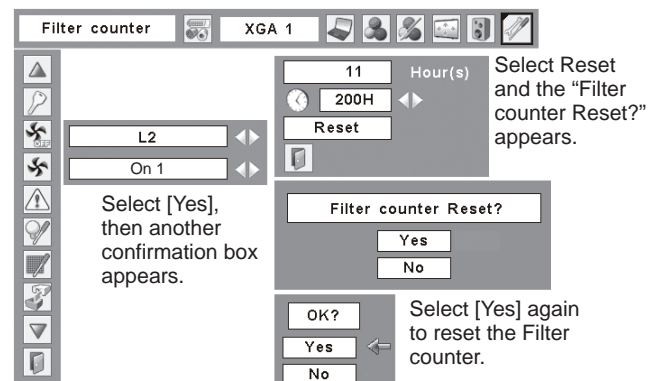 Filter counter
XGA 1
OFF
L2
On 1
11 Hour(s)
200H
Reset
Select Reset
and the “Filter
counter Reset?”
appears.
Select [Yes],
then another
confirmation box
appears.
Filter counter Reset?
Yes
No
OK?
Yes
No
Select [Yes] again
to reset the Filter
counter.